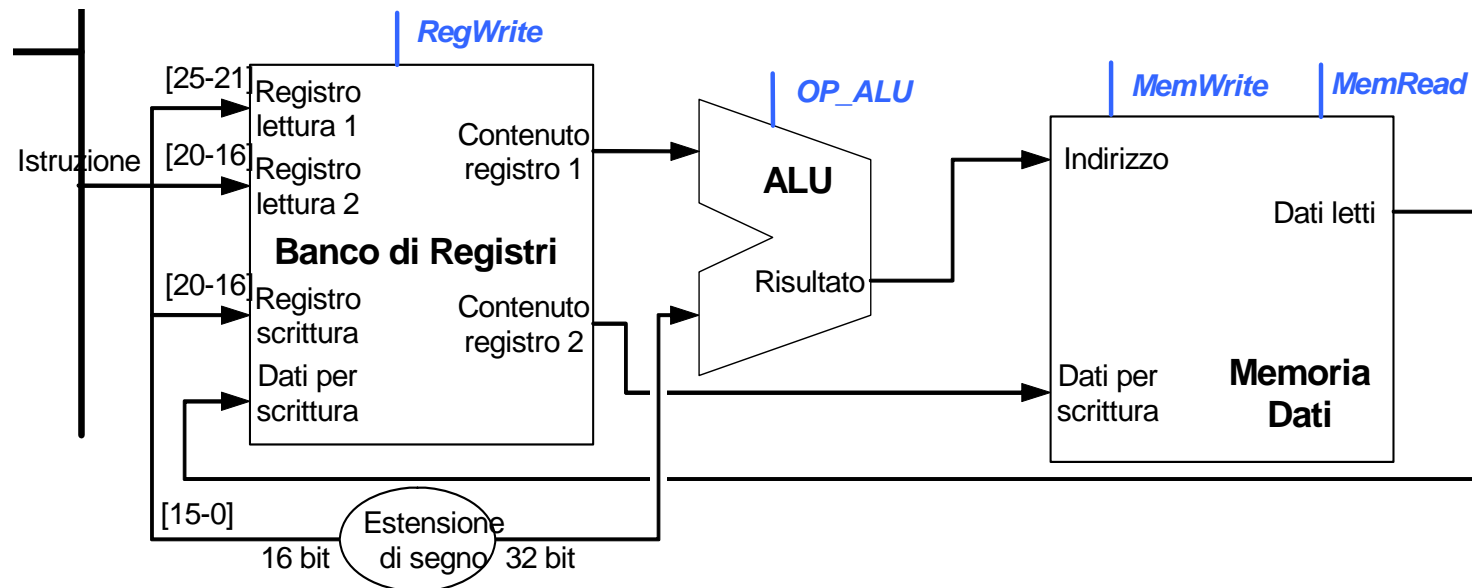 RegWrite
[25-21]
Registro
lettura 1
OP_ALU
MemWrite
MemRead
Istruzione
[20-16]
Registro
lettura 2
Contenuto
registro 1
ALU
Indirizzo
Dati letti
Banco di Registri
[20-16]
Registro
scrittura
Contenuto
registro 2
Risultato
Dati per
scrittura
Dati per
scrittura
Memoria
Dati
[15-0]
16 bit
Estensione
di segno
32 bit